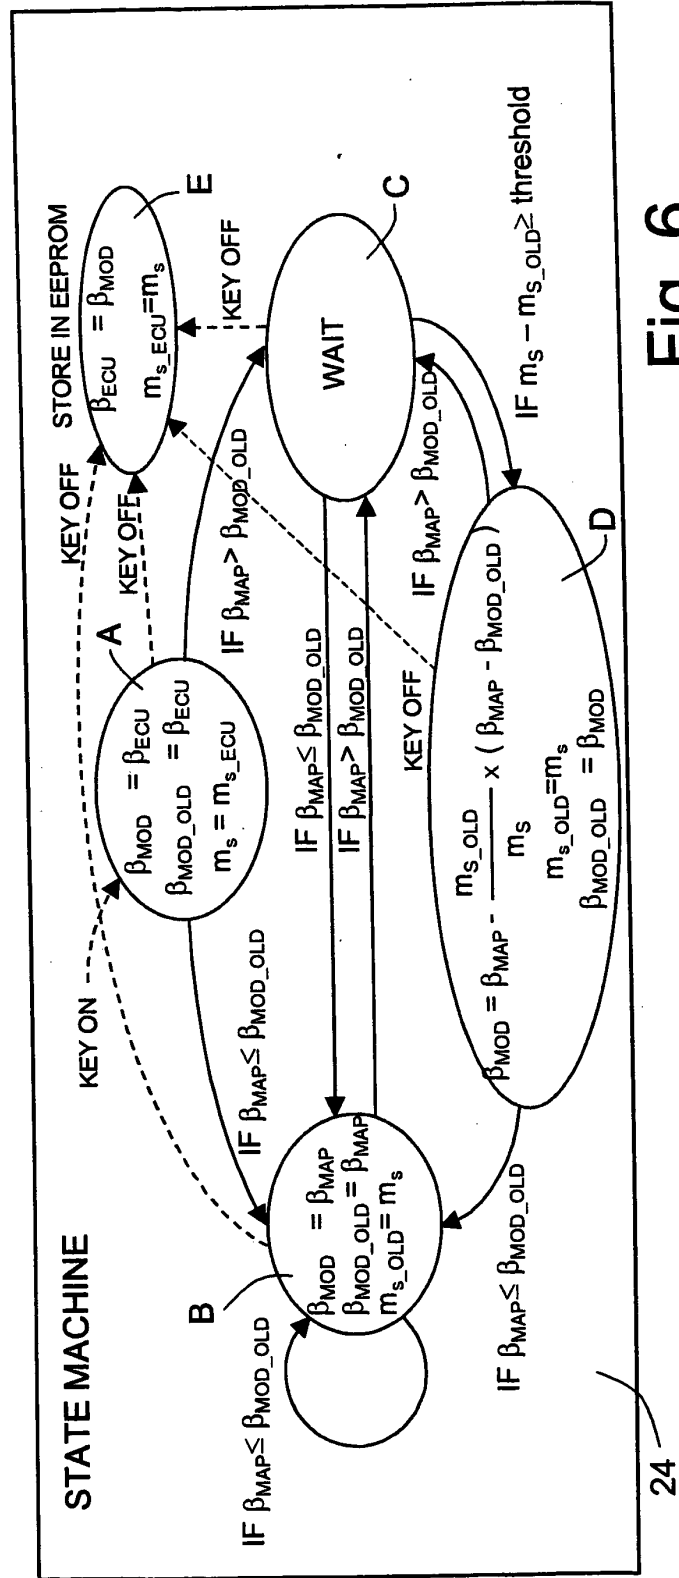 STATE MACHINE
KEY ON
A
β_MOD = β_ECU
β_MOD_OLD = β_ECU
m_s = m_s_ECU
KEY OFF
KEY OFF
STORE IN EEPROM
β_ECU = β_MOD
m_s_ECU=m_s
E
KEY OFF
IF β_MAP≤ β_MOD_OLD
IF β_MAP> β_MOD_OLD
B
β_MOD = β_MAP
β_MOD_OLD = β_MAP
m_s_OLD= m_s
IF β_MAP≤ β_MOD_OLD
IF β_MAP≤ β_MOD_OLD
IF β_MAP> β_MOD_OLD
WAIT
C
KEY OFF
IF β_MAP> β_MOD_OLD
IF m_S – m_S_OLD≥ threshold
β_MOD = β_MAP - m_S_OLD / m_S x ( β_MAP - β_MOD_OLD )
m_s_OLD=m_s
β_MOD_OLD = β_MOD
D
IF β_MAP≤ β_MOD_OLD
24
Fig. 6